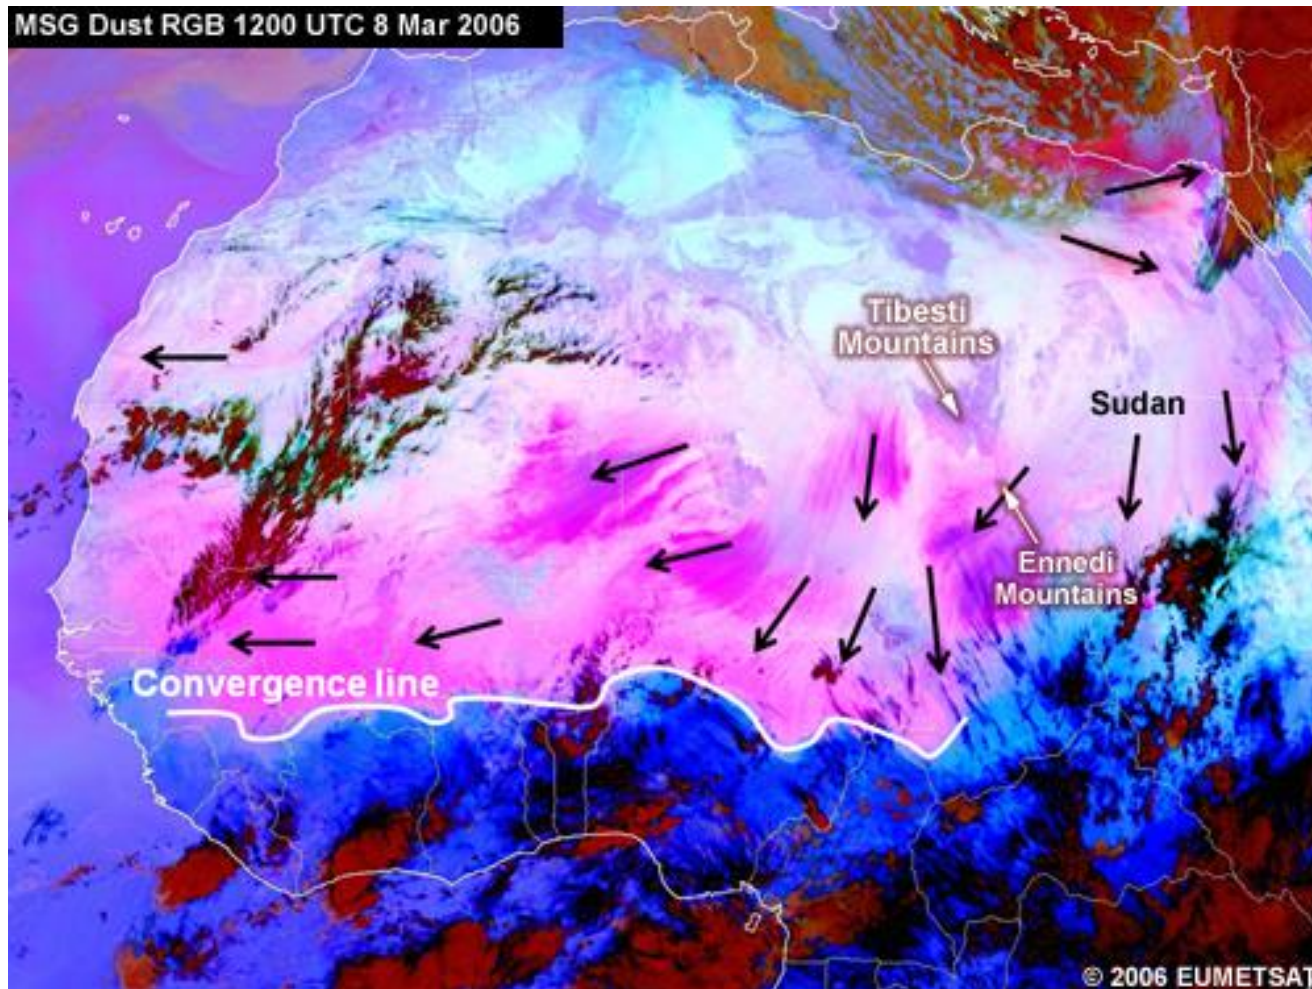 MSG Dust RGB 1200 UTC 8 Mar 2006
Tibesti
Mountains
Sudan
Ennedi
Mountains
Convergence line
© 2006 EUMETSAT